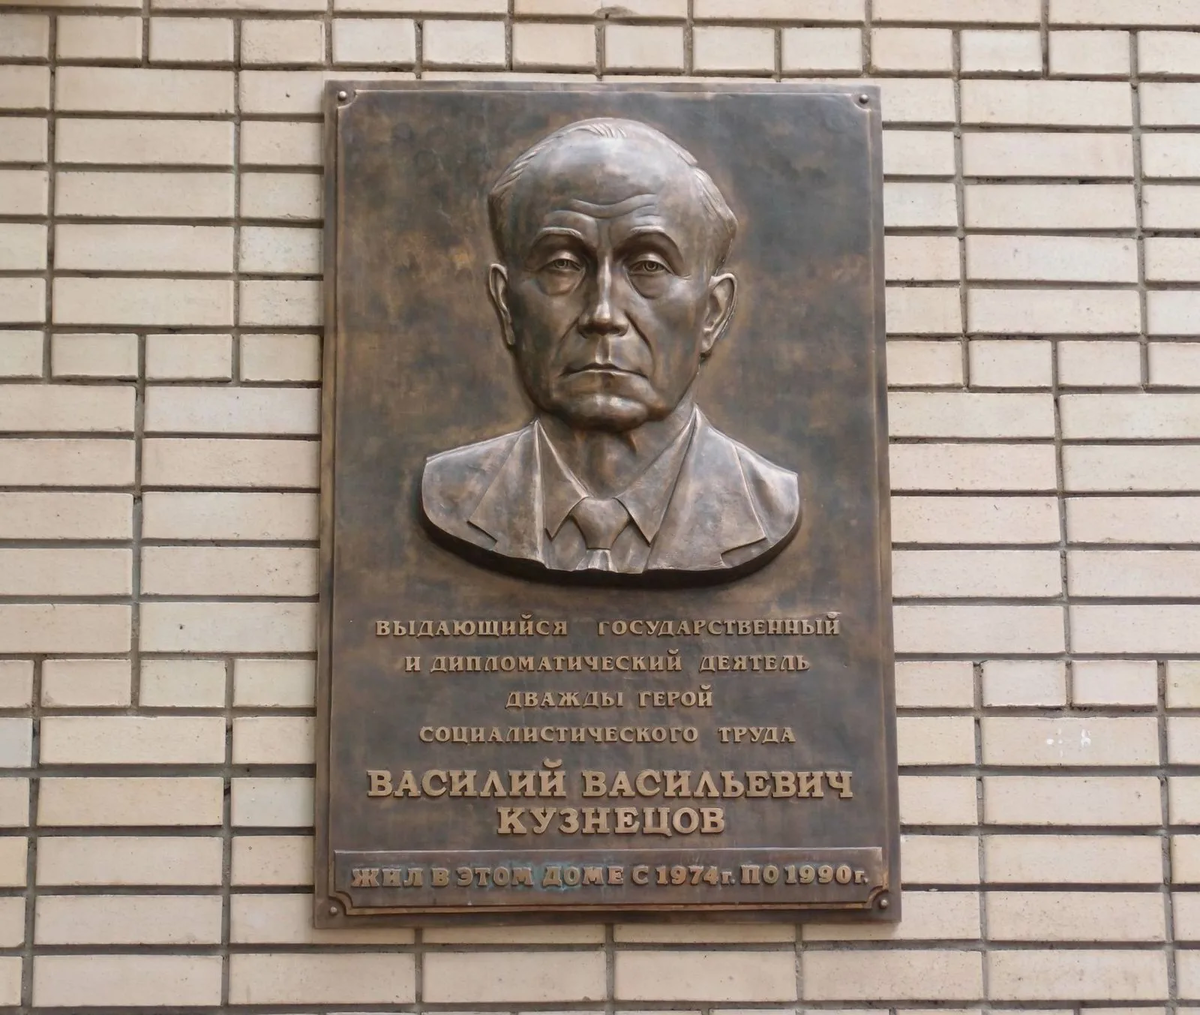 ВЫДАЮЩИЙСЯ ГОСУДАРСТВЕННЫЙ
И ДИПЛОМАТИЧЕСКИЙ ДЕЯТЕЛЬ
ДВАЖДЫ ГЕРОЙ
СОЦИАЛИСТИЧЕСКОГО ТРУДА
ВАСИЛИЙ ВАСИЛЬЕВИЧ
КУЗНЕЦОВ
ЖИЛ В ЭТОМ ДОМЕ С 1974г. ПО 1990г.